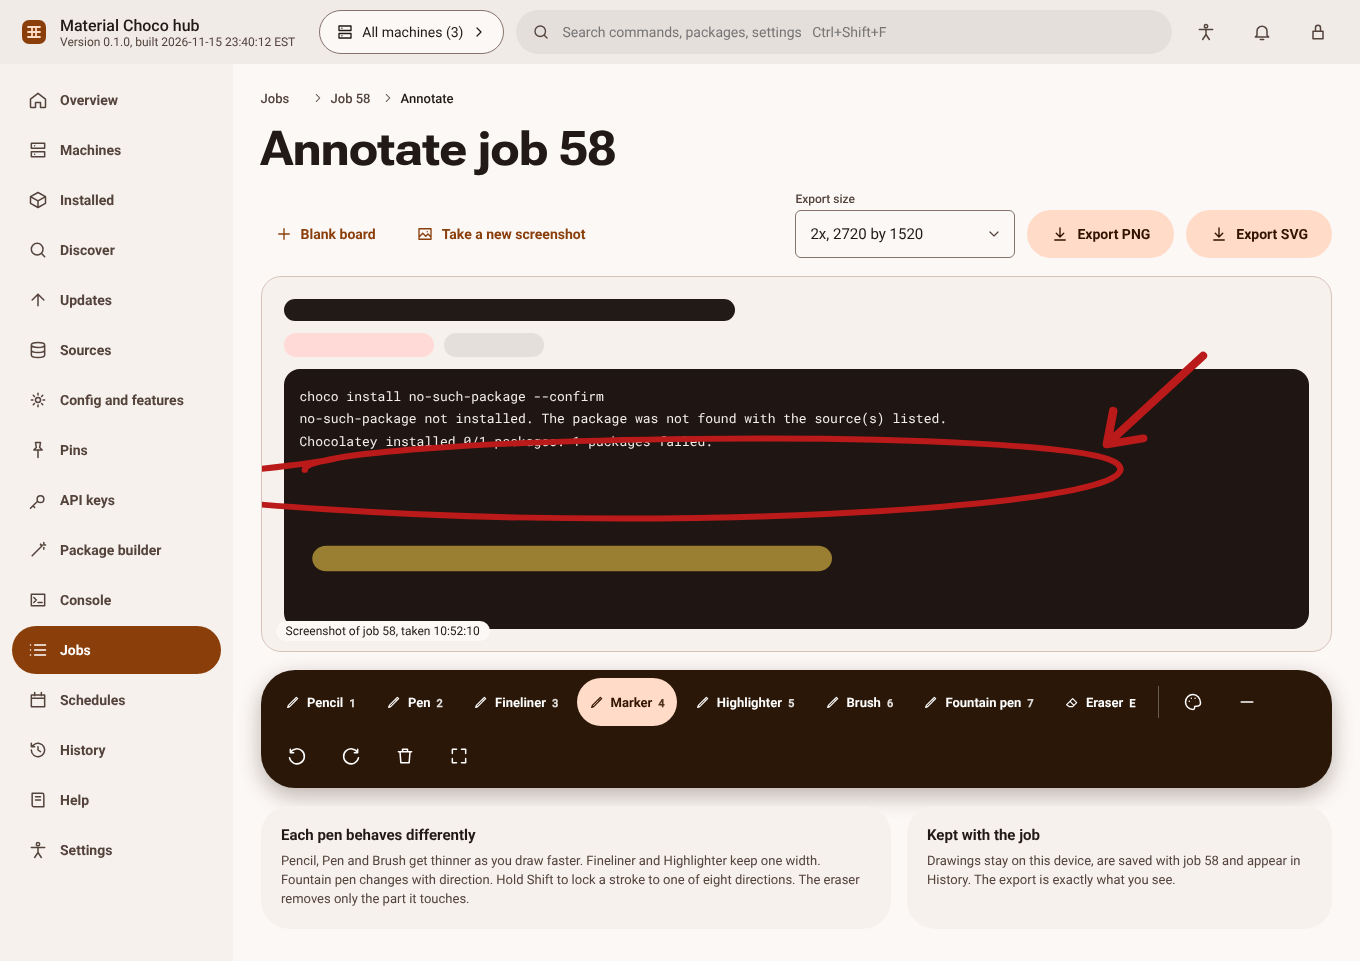 Material Choco hub
Version 0.1.0, built 2026-11-15 23:40:12 EST
All machines (3)
Search commands, packages, settings Ctrl+Shift+F
Overview
Machines
Installed
Discover
Updates
Sources
Config and features
Pins
API keys
Package builder
Console
Jobs
Schedules
History
Help
Settings
Jobs > Job 58 > Annotate
Annotate job 58
Blank board
Take a new screenshot
Export size
2x, 2720 by 1520
Export PNG
Export SVG
choco install no-such-package --confirm
no-such-package not installed. The package was not found with the source(s) listed.
Chocolatey installed 0/1 packages. 1 packages failed.
Screenshot of job 58, taken 10:52:10
Pencil 1
Pen 2
Fineliner 3
Marker 4
Highlighter 5
Brush 6
Fountain pen 7
Eraser E
Each pen behaves differently
Pencil, Pen and Brush get thinner as you draw faster. Fineliner and Highlighter keep one width.
Fountain pen changes with direction. Hold Shift to lock a stroke to one of eight directions. The eraser
removes only the part it touches.
Kept with the job
Drawings stay on this device, are saved with job 58 and appear in
History. The export is exactly what you see.